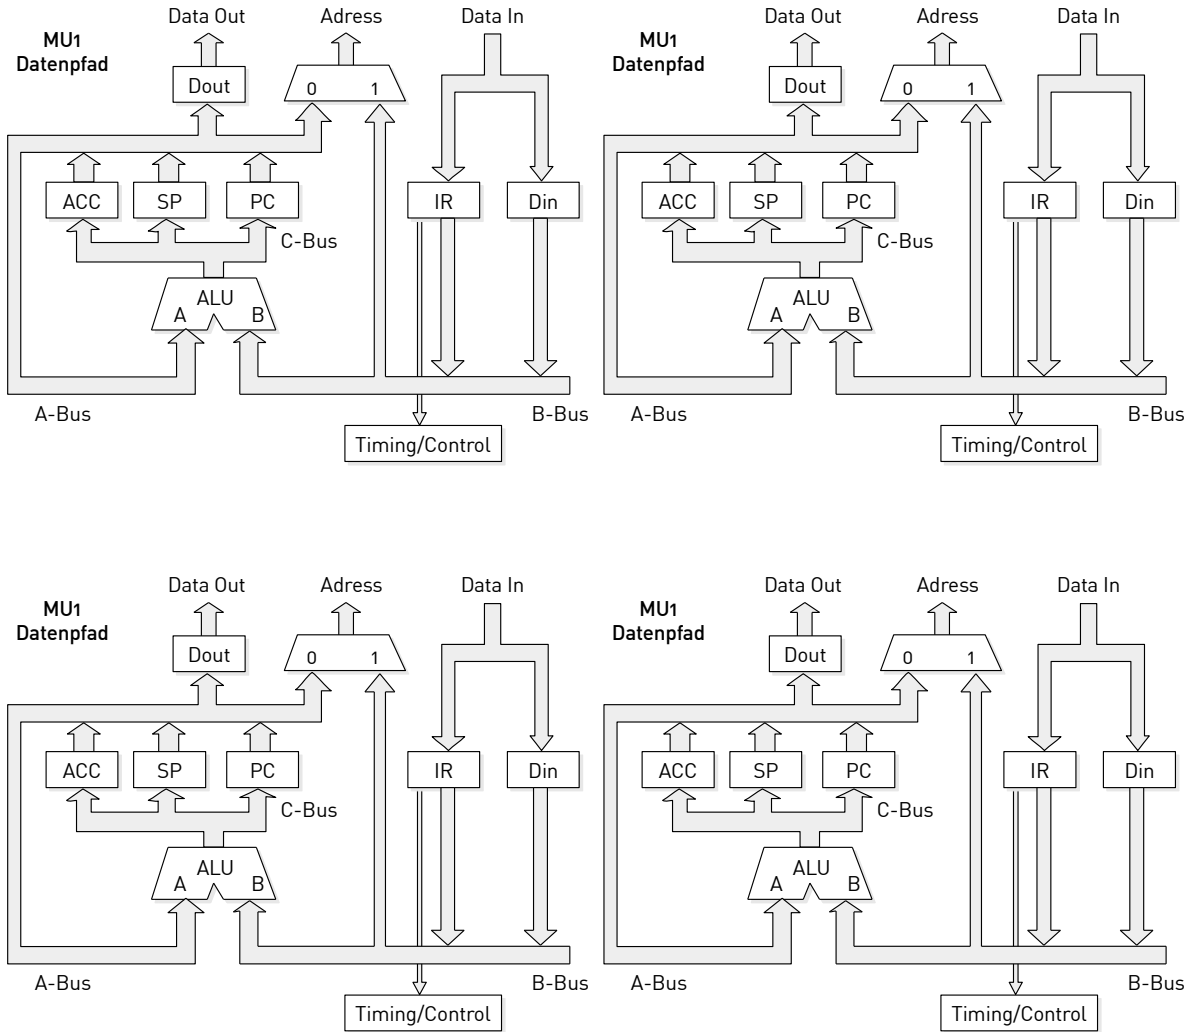 Data Out Adress Data In
MU1
Datenpfad
Dout 0 1
ACC SP PC IR Din
C-Bus
ALU
A B
A-Bus B-Bus
Timing/Control
Data Out Adress Data In
MU1
Datenpfad
Dout 0 1
ACC SP PC IR Din
C-Bus
ALU
A B
A-Bus B-Bus
Timing/Control
Data Out Adress Data In
MU1
Datenpfad
Dout 0 1
ACC SP PC IR Din
C-Bus
ALU
A B
A-Bus B-Bus
Timing/Control
Data Out Adress Data In
MU1
Datenpfad
Dout 0 1
ACC SP PC IR Din
C-Bus
ALU
A B
A-Bus B-Bus
Timing/Control